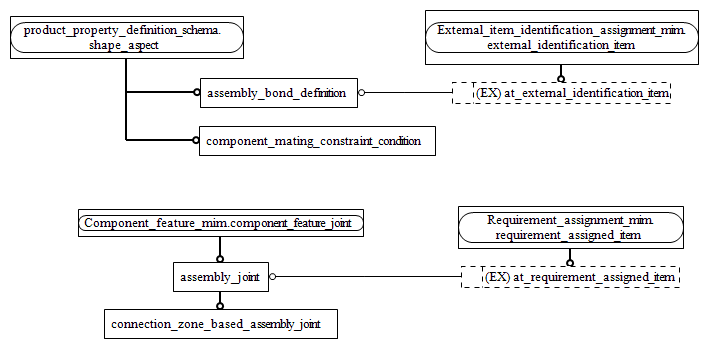 product_property_definition_schema.
shape_aspect
External_item_identification_assignment_mim.
external_identification_item
assembly_bond_definition
(EX) at_external_identification_item
component_mating_constraint_condition
Component_feature_mim.component_feature_joint
Requirement_assignment_mim.
requirement_assigned_item
assembly_joint
(EX) at_requirement_assigned_item
connection_zone_based_assembly_joint